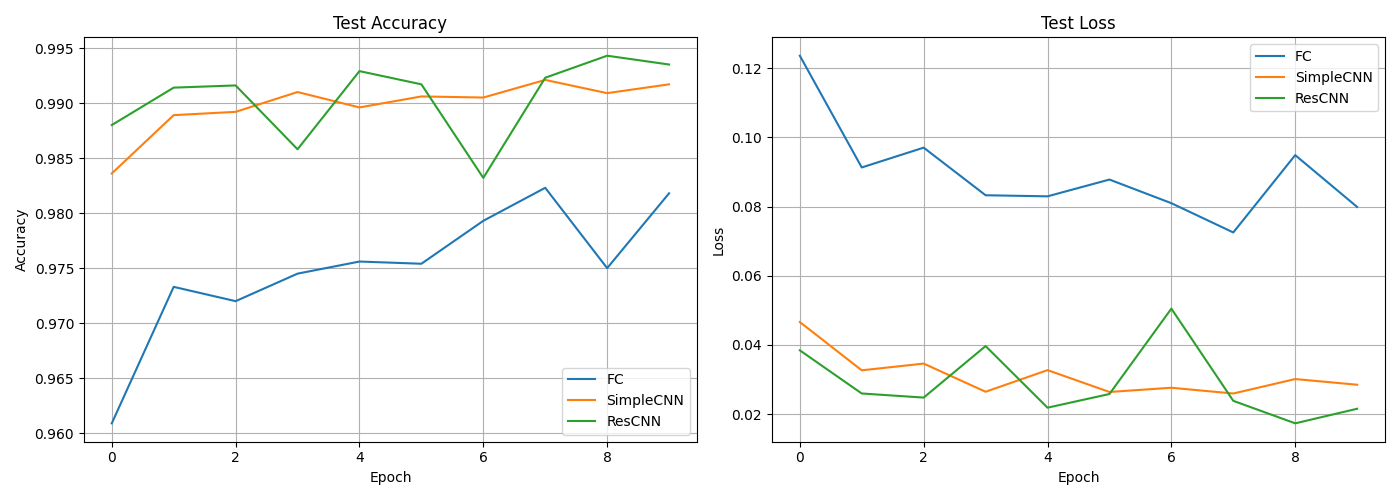 Test Accuracy
Accuracy
0.995
0.990
0.985
0.980
0.975
0.970
0.965
0.960
FC
SimpleCNN
ResCNN
0 2 4 6 8
Epoch
Test Loss
Loss
0.12
0.10
0.08
0.06
0.04
0.02
FC
SimpleCNN
ResCNN
0 2 4 6 8
Epoch